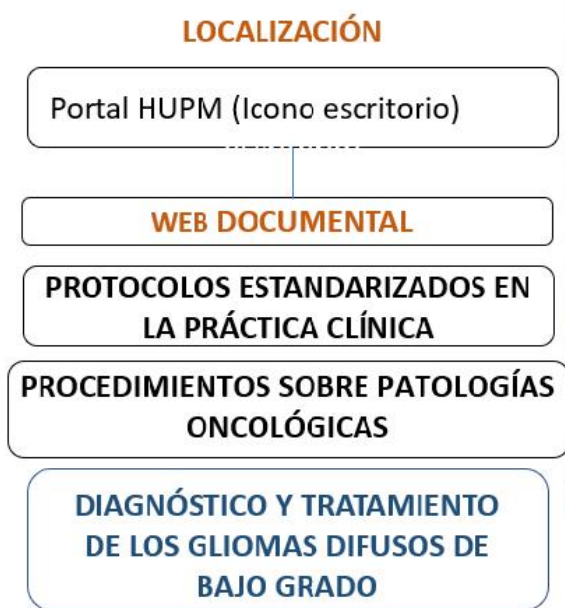 LOCALIZACIÓN
Portal HUPM (Icono escritorio)
WEB DOCUMENTAL
PROTOCOLOS ESTANDARIZADOS EN
LA PRÁCTICA CLÍNICA
PROCEDIMIENTOS SOBRE PATOLOGÍAS
ONCOLÓGICAS
DIAGNÓSTICO Y TRATAMIENTO
DE LOS GLIOMAS DIFUSOS DE
BAJO GRADO